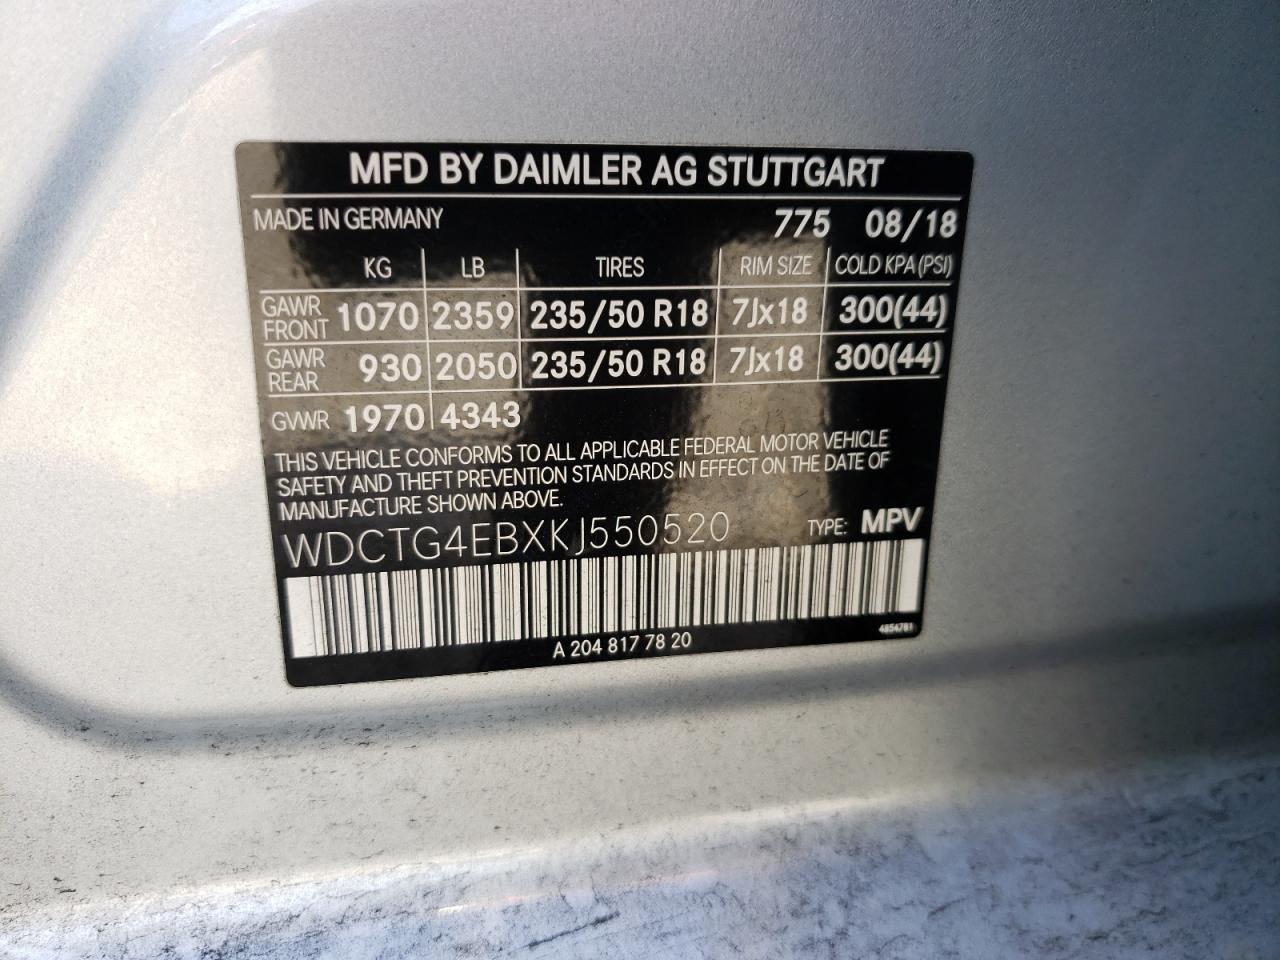 MFD BY DAIMLER AG STUTTGART
MADE IN GERMANY 775 08/18
KG LB TIRES RIM SIZE COLD KPA (PSI)
GAWR FRONT 1070 2359 235/50 R18 7Jx18 300(44)
GAWR REAR 930 2050 235/50 R18 7Jx18 300(44)
GVWR 1970 4343
THIS VEHICLE CONFORMS TO ALL APPLICABLE FEDERAL MOTOR VEHICLE
SAFETY AND THEFT PREVENTION STANDARDS IN EFFECT ON THE DATE OF
MANUFACTURE SHOWN ABOVE.
WDCTG4EBXKJ550520 TYPE: MPV
A 204 817 78 20
4854781